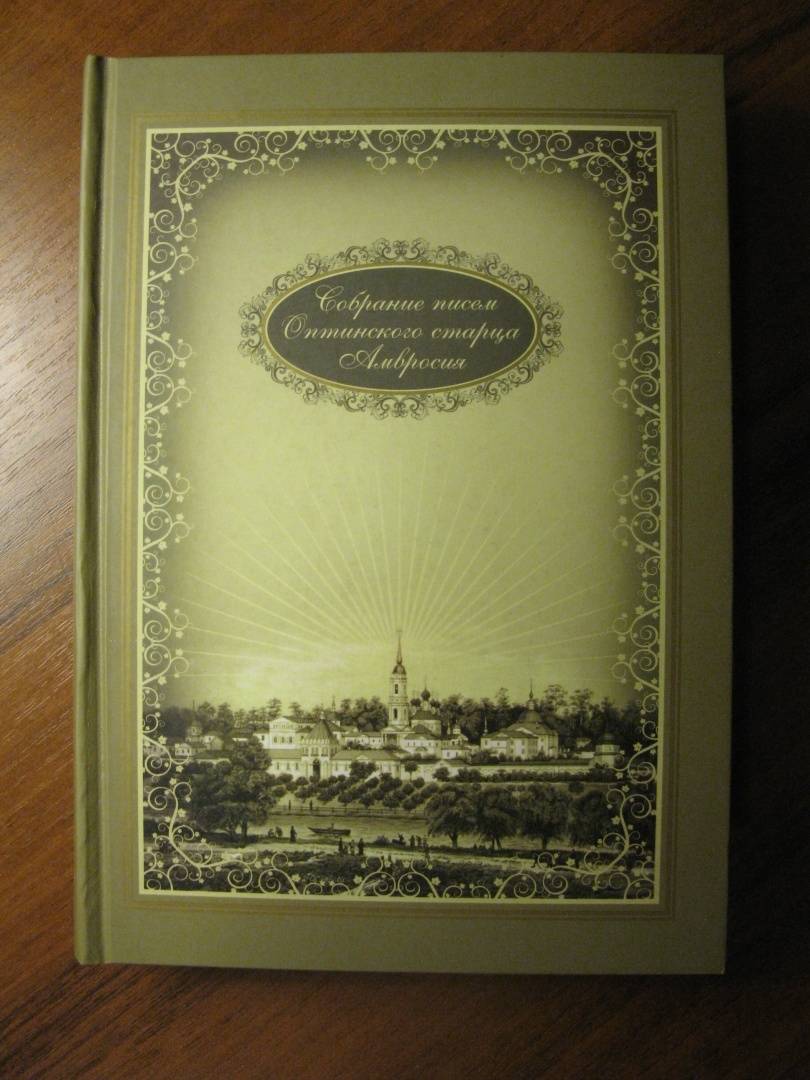 Собрание писем
Оптинского старца
Амвросия